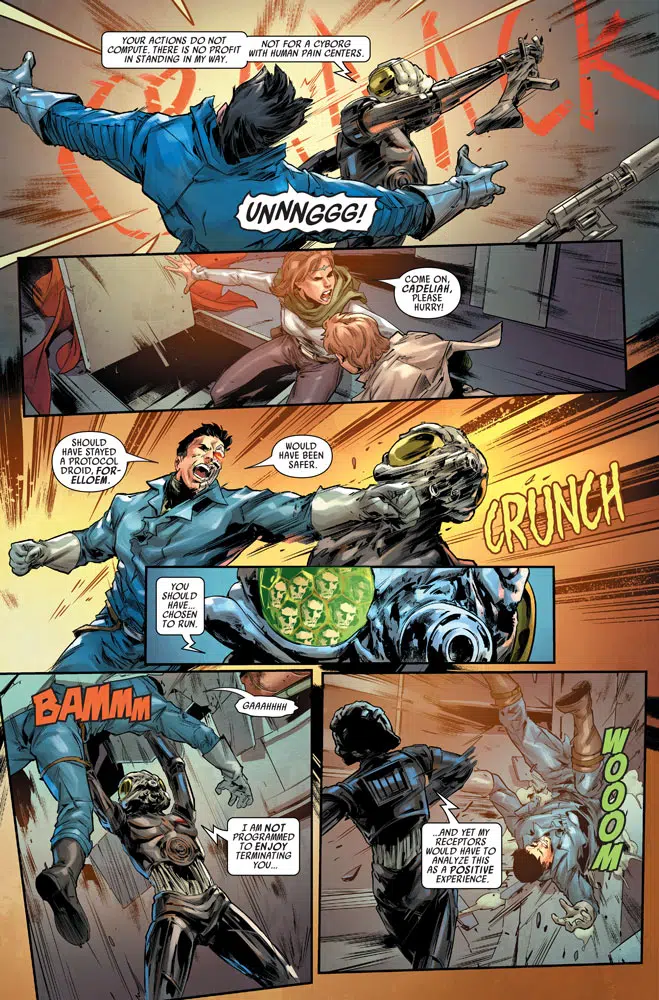 YOUR ACTIONS DO NOT
COMPUTE. THERE IS NO PROFIT
IN STANDING IN MY WAY.
NOT FOR A CYBORG
WITH HUMAN PAIN CENTERS.
UNNNGGG!
COME ON,
CADELIAH,
PLEASE
HURRY!
SHOULD
HAVE STAYED
A PROTOCOL
DROID, FOR-
ELLOEM.
WOULD
HAVE BEEN
SAFER.
CRUNCH
YOU
SHOULD
HAVE...
CHOSEN
TO RUN.
BAMMM
GAAAHHHH
I AM NOT
PROGRAMMED
TO ENJOY
TERMINATING
YOU...
WOOOM
...AND YET MY
RECEPTORS
WOULD HAVE TO
ANALYZE THIS
AS A POSITIVE
EXPERIENCE.